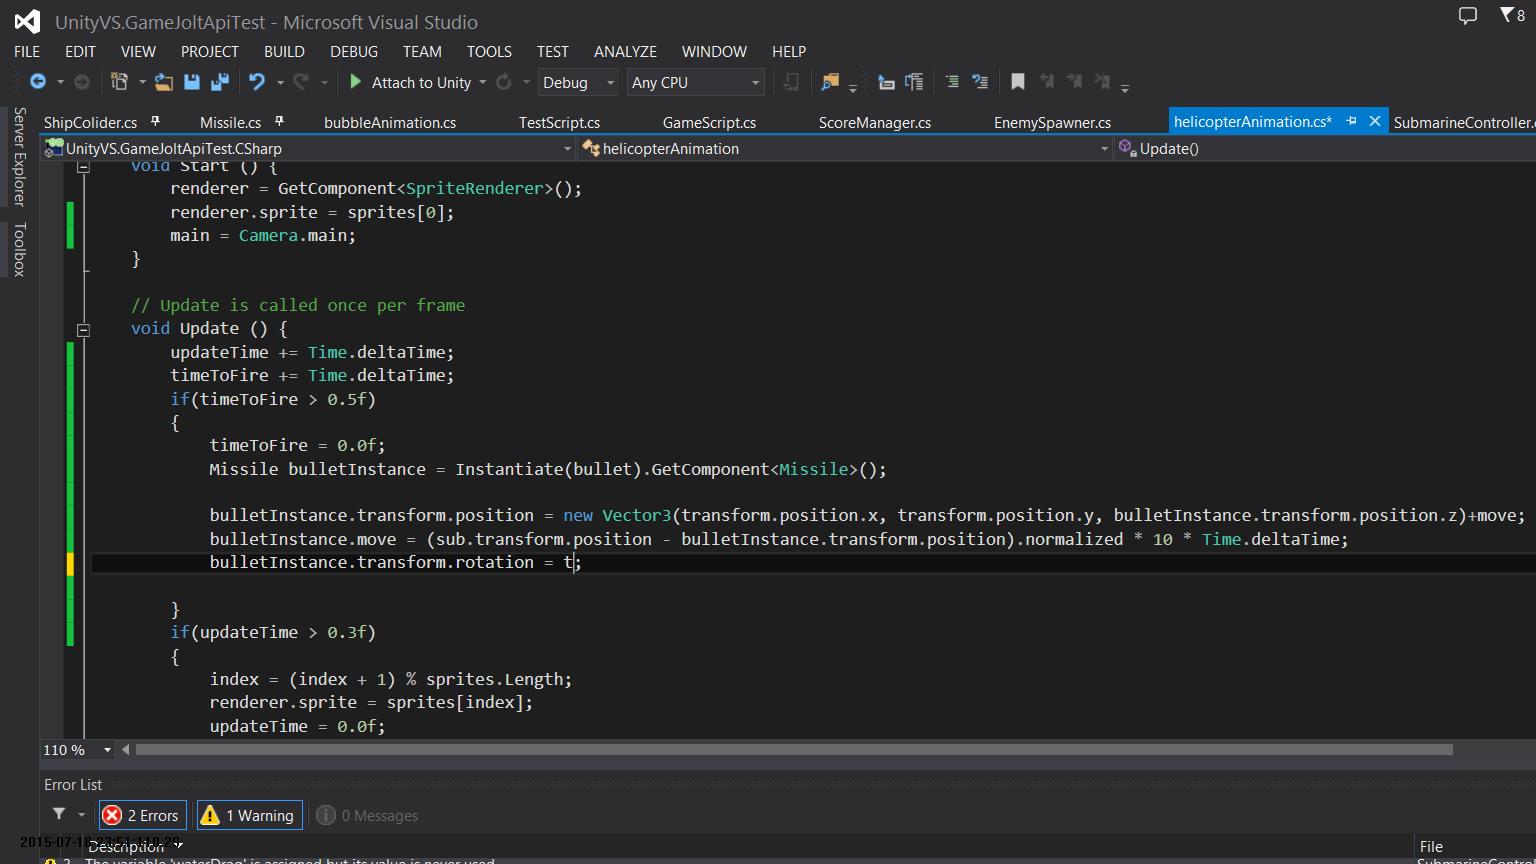 UnityVS.GameJoltApiTest - Microsoft Visual Studio
8
FILE EDIT VIEW PROJECT BUILD DEBUG TEAM TOOLS TEST ANALYZE WINDOW HELP
Attach to Unity Debug Any CPU
Server Explorer
Toolbox
ShipColider.cs Missile.cs bubbleAnimation.cs TestScript.cs GameScript.cs ScoreManager.cs EnemySpawner.cs helicopterAnimation.cs* SubmarineController.
UnityVS.GameJoltApiTest.CSharp helicopterAnimation Update()
void Start () {
renderer = GetComponent<SpriteRenderer>();
renderer.sprite = sprites[0];
main = Camera.main;
}
// Update is called once per frame
void Update () {
updateTime += Time.deltaTime;
timeToFire += Time.deltaTime;
if(timeToFire > 0.5f)
{
timeToFire = 0.0f;
Missile bulletInstance = Instantiate(bullet).GetComponent<Missile>();
bulletInstance.transform.position = new Vector3(transform.position.x, transform.position.y, bulletInstance.transform.position.z)+move;
bulletInstance.move = (sub.transform.position - bulletInstance.transform.position).normalized * 10 * Time.deltaTime;
bulletInstance.transform.rotation = t;
}
if(updateTime > 0.3f)
{
index = (index + 1) % sprites.Length;
renderer.sprite = sprites[index];
updateTime = 0.0f;
110 %
Error List
2 Errors 1 Warning 0 Messages
Description File
The variable 'waterDrag' is assigned but its value is never used